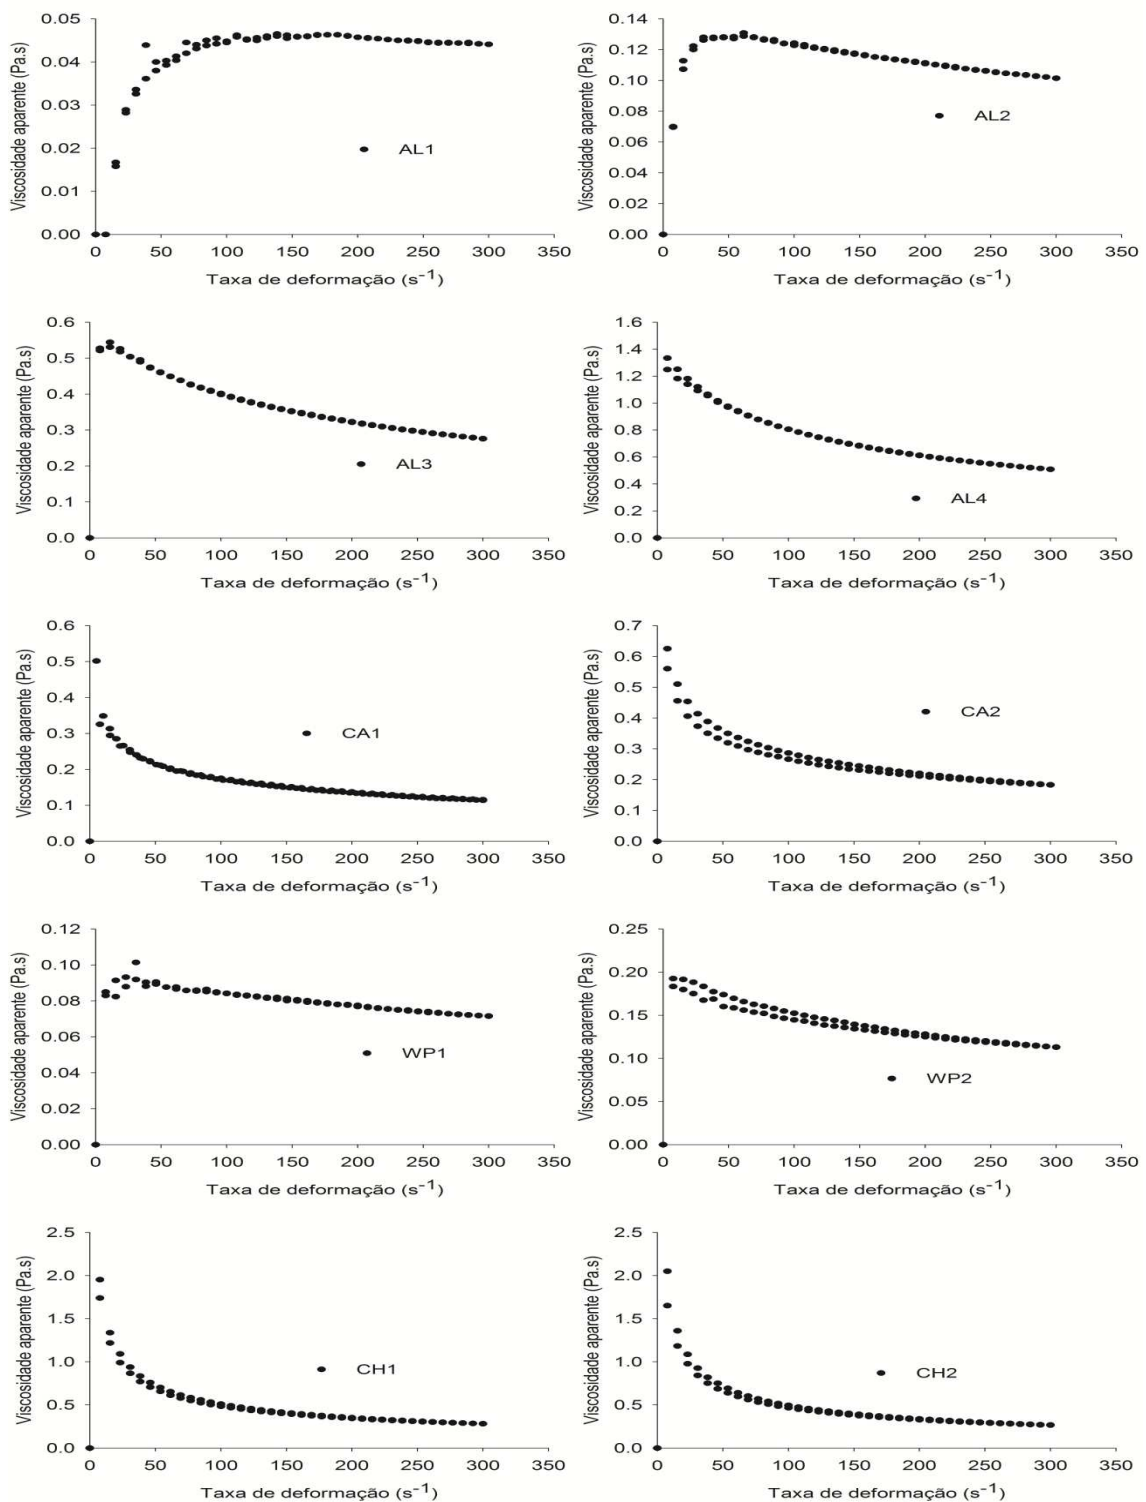 Viscosidade aparente (Pa.s)
0.05
0.04
0.03
0.02
0.01
0.00
AL1
0 50 100 150 200 250 300 350
Taxa de deformação (s-1)
Viscosidade aparente (Pa.s)
0.14
0.12
0.10
0.08
0.06
0.04
0.02
0.00
AL2
0 50 100 150 200 250 300 350
Taxa de deformação (s-1)
Viscosidade aparente (Pa.s)
0.6
0.5
0.4
0.3
0.2
0.1
0.0
AL3
0 50 100 150 200 250 300 350
Taxa de deformação (s-1)
Viscosidade aparente (Pa.s)
1.6
1.4
1.2
1.0
0.8
0.6
0.4
0.2
0.0
AL4
0 50 100 150 200 250 300 350
Taxa de deformação (s-1)
Viscosidade aparente (Pa.s)
0.6
0.5
0.4
0.3
0.2
0.1
0.0
CA1
0 50 100 150 200 250 300 350
Taxa de deformação (s-1)
Viscosidade aparente (Pa.s)
0.7
0.6
0.5
0.4
0.3
0.2
0.1
0.0
CA2
0 50 100 150 200 250 300 350
Taxa de deformação (s-1)
Viscosidade aparente (Pa.s)
0.12
0.10
0.08
0.06
0.04
0.02
0.00
WP1
0 50 100 150 200 250 300 350
Taxa de deformação (s-1)
Viscosidade aparente (Pa.s)
0.25
0.20
0.15
0.10
0.05
0.00
WP2
0 50 100 150 200 250 300 350
Taxa de deformação (s-1)
Viscosidade aparente (Pa.s)
2.5
2.0
1.5
1.0
0.5
0.0
CH1
0 50 100 150 200 250 300 350
Taxa de deformação (s-1)
Viscosidade aparente (Pa.s)
2.5
2.0
1.5
1.0
0.5
0.0
CH2
0 50 100 150 200 250 300 350
Taxa de deformação (s-1)